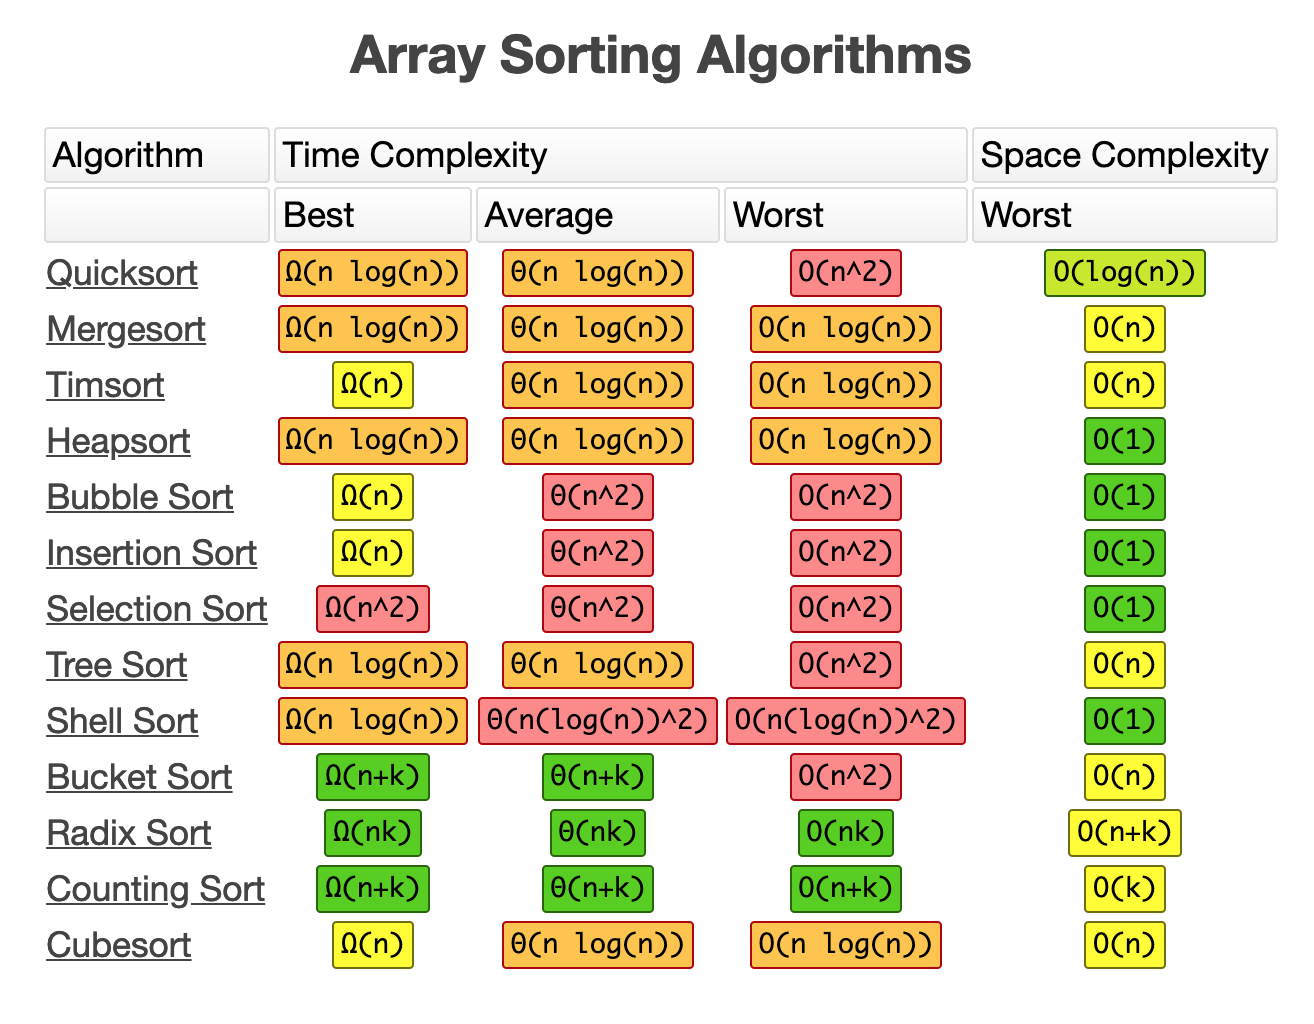 Array Sorting Algorithms
Algorithm Time Complexity Space Complexity
Best Average Worst Worst
Quicksort Ω(n log(n)) Θ(n log(n)) O(n^2) O(log(n))
Mergesort Ω(n log(n)) Θ(n log(n)) O(n log(n)) O(n)
Timsort Ω(n) Θ(n log(n)) O(n log(n)) O(n)
Heapsort Ω(n log(n)) Θ(n log(n)) O(n log(n)) O(1)
Bubble Sort Ω(n) Θ(n^2) O(n^2) O(1)
Insertion Sort Ω(n) Θ(n^2) O(n^2) O(1)
Selection Sort Ω(n^2) Θ(n^2) O(n^2) O(1)
Tree Sort Ω(n log(n)) Θ(n log(n)) O(n^2) O(n)
Shell Sort Ω(n log(n)) Θ(n(log(n))^2) O(n(log(n))^2) O(1)
Bucket Sort Ω(n+k) Θ(n+k) O(n^2) O(n)
Radix Sort Ω(nk) Θ(nk) O(nk) O(n+k)
Counting Sort Ω(n+k) Θ(n+k) O(n+k) O(k)
Cubesort Ω(n) Θ(n log(n)) O(n log(n)) O(n)